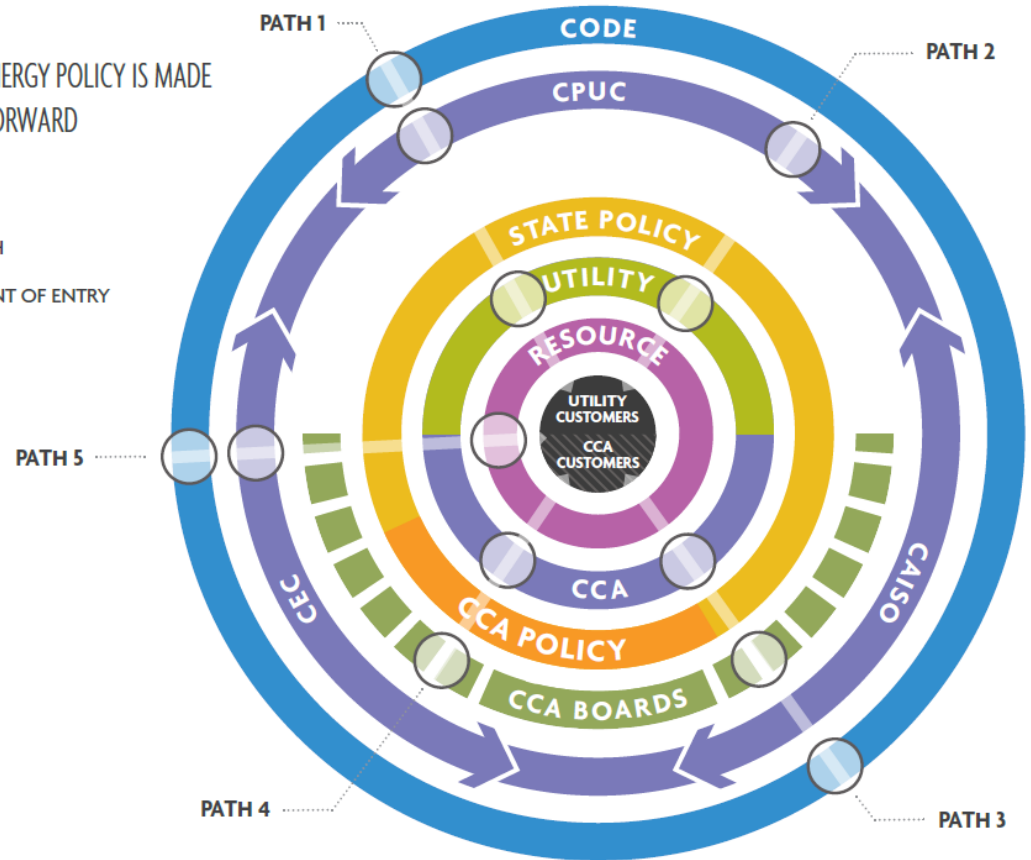 PATH 1
CODE
NERGY POLICY IS MADE
PATH 2
CPUC
ORWARD
STATE POLICY
UTILITY
NT OF ENTRY
RESOURCE
UTILITY
CUSTOMERS
CCA
CUSTOMERS
PATH 5
CEC
CAISO
CCA
CCA POLICY
CCA BOARDS
PATH 4
PATH 3